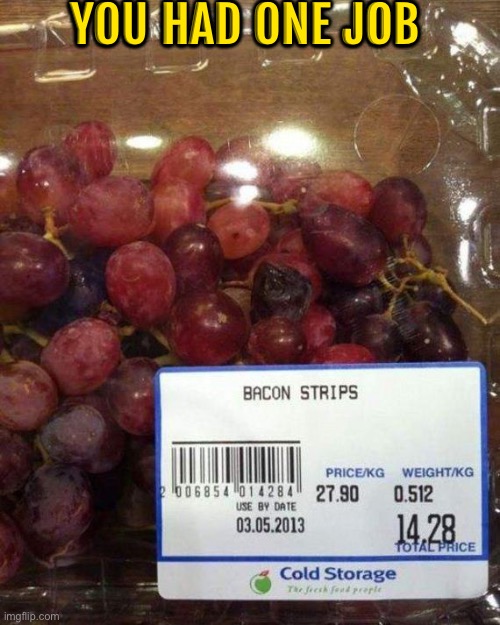 YOU HAD ONE JOB
BACON STRIPS
PRICE/KG WEIGHT/KG
2 006854 014284 27.90 0.512
USE BY DATE
03.05.2013 14.28
TOTAL PRICE
Cold Storage
The fresh food people
imgflip.com